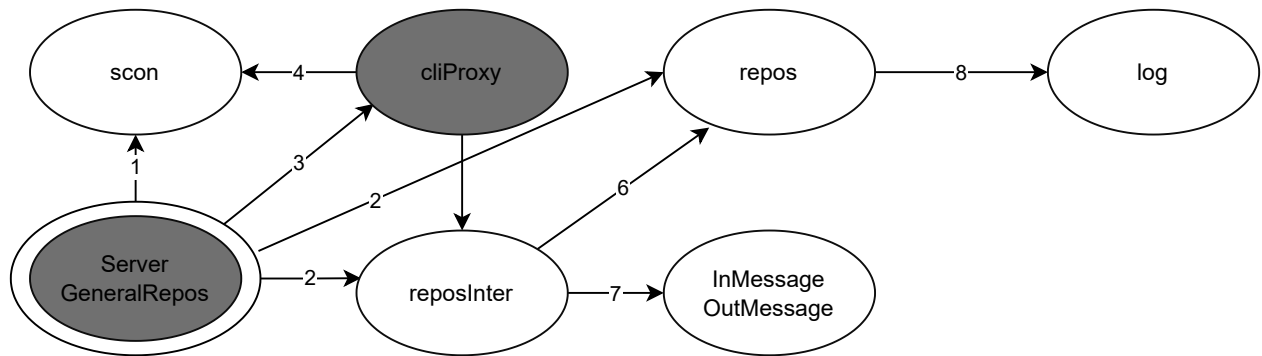 scon
4
cliProxy
repos
8
log
1
3
2
6
Server
GeneralRepos
2
reposInter
7
InMessage
OutMessage